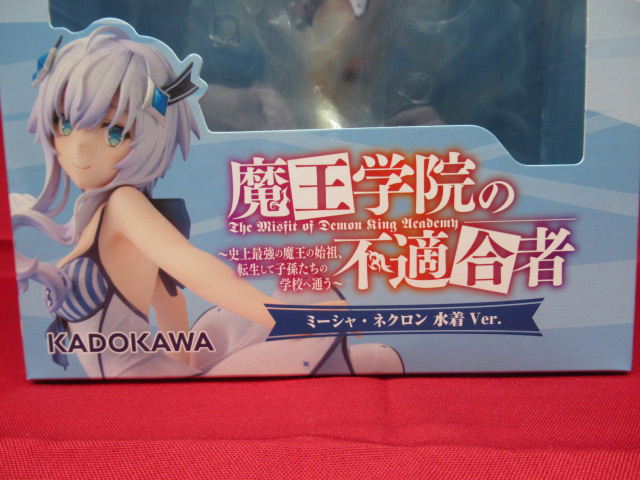 魔王学院の
The Misfit of Demon King Academy
不適合者
~史上最強の魔王の始祖、
転生して子孫たちの
学校へ通う~
ミーシャ・ネクロン 水着 Ver.
KADOKAWA